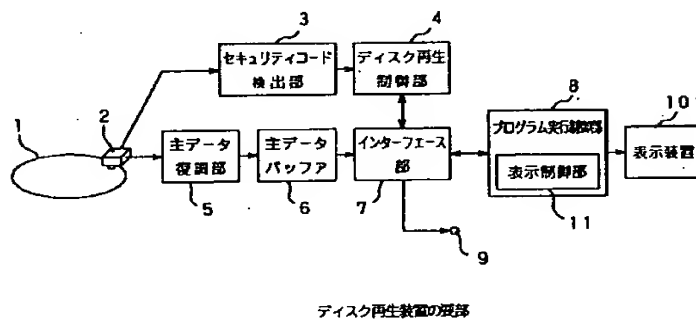 3
4
セキュリティコード
検出部
ディスク再生
制御部
8
10
1
2
主データ
復調部
主データ
バッファ
インターフェース
部
プログラム実行制御部
表示制御部
表示装置
5
6
7
11
9
ディスク再生装置の要部